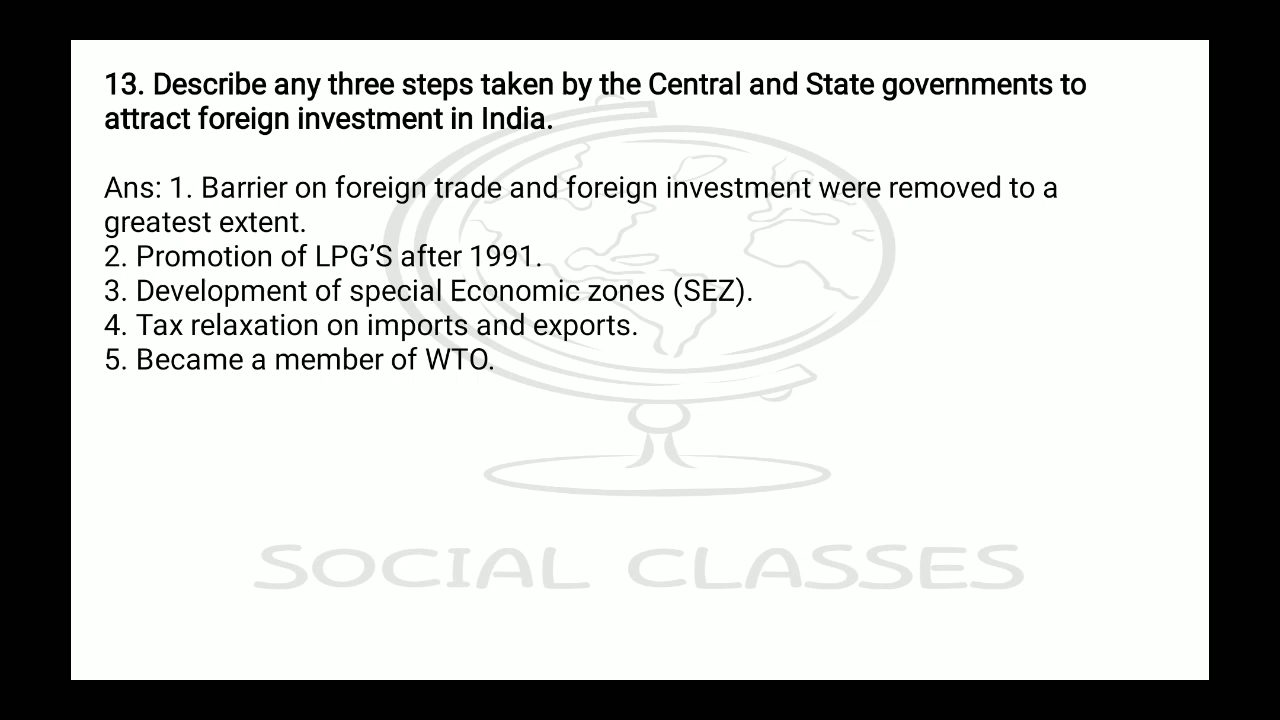 13. Describe any three steps taken by the Central and State governments to
attract foreign investment in India.
Ans: 1. Barrier on foreign trade and foreign investment were removed to a
greatest extent.
2. Promotion of LPG’S after 1991.
3. Development of special Economic zones (SEZ).
4. Tax relaxation on imports and exports.
5. Became a member of WTO.
SOCIAL CLASSES